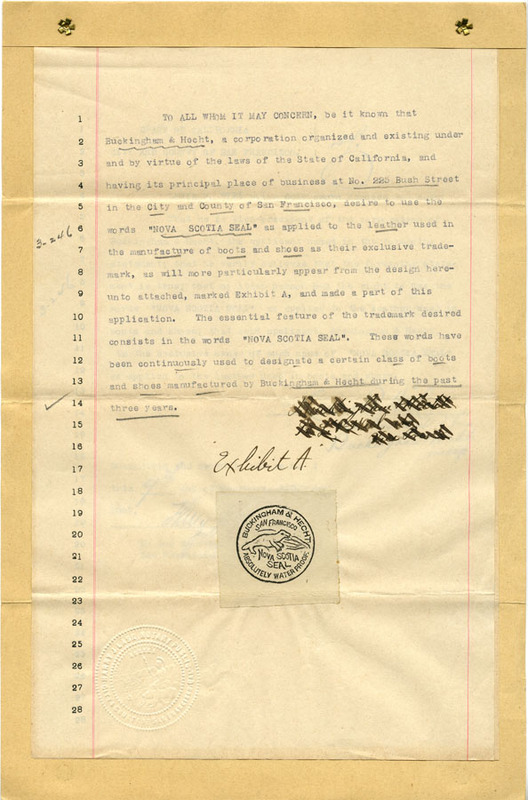 1 TO ALL WHOM IT MAY CONCERN, be it known that
2 Buckingham & Hecht, a corporation organized and existing under
3 and by virtue of the laws of the State of California, and
4 having its principal place of business at No. 225 Bush Street
5 in the City and County of San Francisco, desire to use the
3-246
6 words "NOVA SCOTIA SEAL" as applied to the leather used in
7 the manufacture of boots and shoes as their exclusive trade-
8 mark, as will more particularly appear from the design here-
9 unto attached, marked Exhibit A, and made a part of this
10 application. The essential feature of the trademark desired
11 consists in the words "NOVA SCOTIA SEAL". These words have
12 been continuously used to designate a certain class of boots
13 and shoes manufactured by Buckingham & Hecht during the past
14 three years.
15
16
17 "Exhibit A"
18
19 BUCKINGHAM & HECHT
20 SAN FRANCISCO
21 NOVA SCOTIA
SEAL
22 ABSOLUTELY WATER PROOF
23
24
25
26
27
28